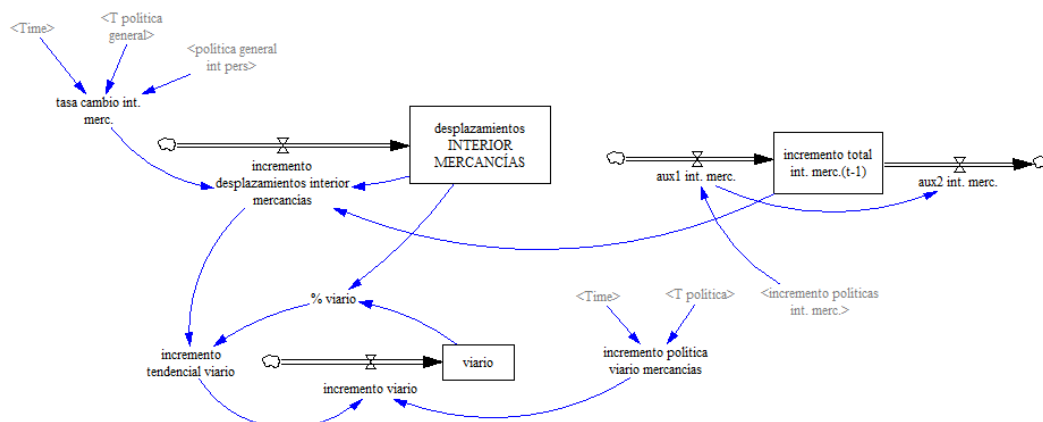 <Time>
<T política
general>
<política general
int pers>
tasa cambio int.
merc.
desplazamientos
INTERIOR
MERCANCÍAS
incremento
desplazamientos interior
mercancias
aux1 int. merc.
incremento total
int. merc.(t-1)
aux2 int. merc.
% viario
<Time>
<T politica>
<incremento politicas
int. merc.>
incremento
tendencial viario
viario
incremento viario
incremento politica
viario mercancias